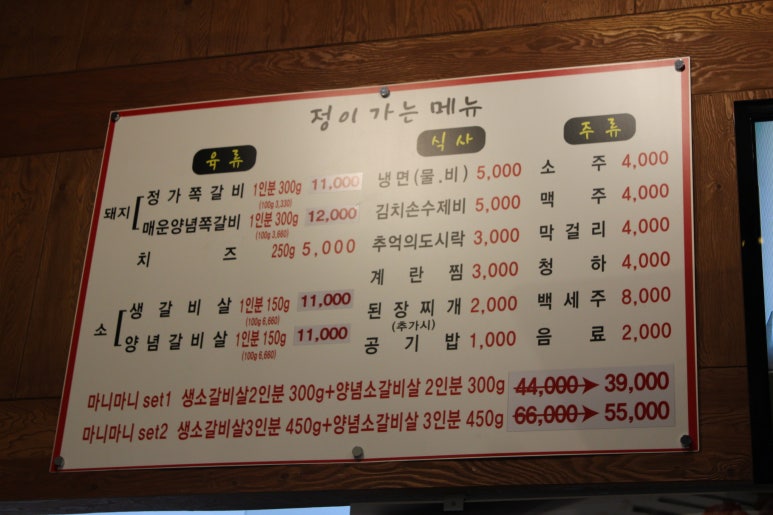 정이 가는 메뉴
육류
돼지
정가쪽갈비 1인분 300g 11,000
(100g 3,330)
매운양념쪽갈비 1인분 300g 12,000
(100g 3,660)
치즈 250g 5,000
소
생갈비살 1인분 150g 11,000
(100g 6,660)
양념갈비살 1인분 150g 11,000
(100g 6,660)
식사
냉면(물.비) 5,000
김치손수제비 5,000
추억의도시락 3,000
계란찜 3,000
된장찌개 2,000
(추가시)
공기밥 1,000
주류
소주 4,000
맥주 4,000
막걸리 4,000
청하 4,000
백세주 8,000
음료 2,000
마니마니 set1 생소갈비살2인분 300g+양념소갈비살 2인분 300g 44,000➤ 39,000
마니마니 set2 생소갈비살3인분 450g+양념소갈비살 3인분 450g 66,000➤ 55,000